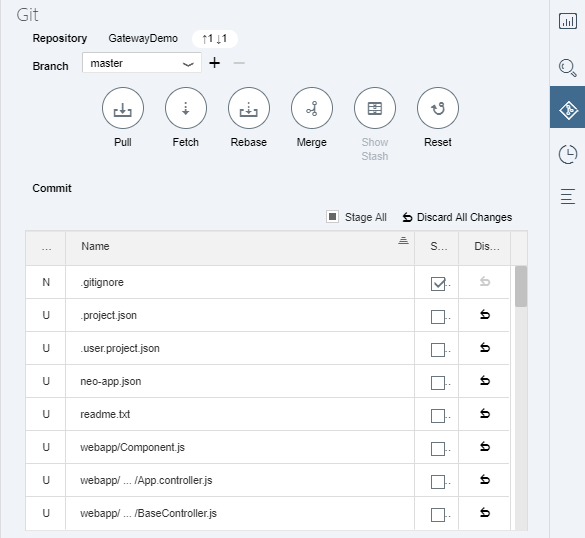 Git
Repository GatewayDemo ↑1 ↓1
Branch master + −
Pull Fetch Rebase Merge Show Stash Reset
Commit
Stage All Discard All Changes
... Name S... Dis...
N .gitignore ..
U .project.json ..
U .user.project.json ..
U neo-app.json ..
U readme.txt ..
U webapp/Component.js ..
U webapp/ ... /App.controller.js ..
U webapp/ ... /BaseController.js ..